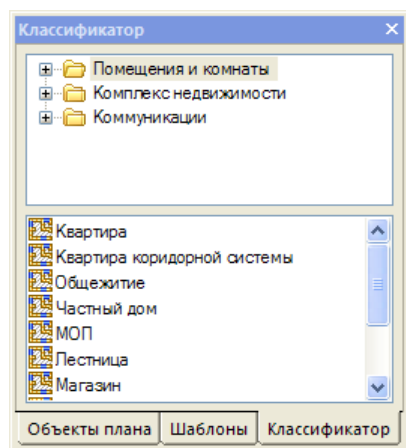 Классификатор
Помещения и комнаты
Комплекс недвижимости
Коммуникации
Квартира
Квартира коридорной системы
Общежитие
Частный дом
МОП
Лестница
Магазин
Объекты плана Шаблоны Классификатор